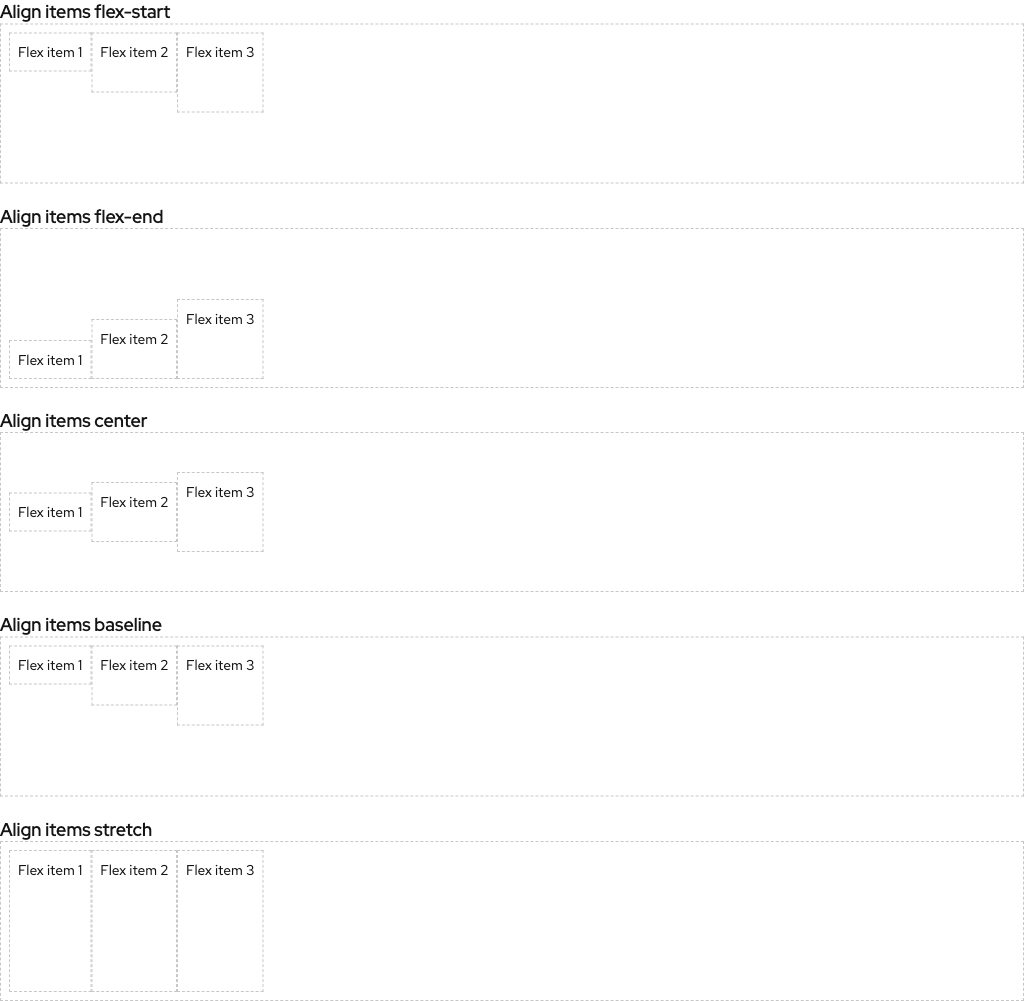 Align items flex-start
Flex item 1 Flex item 2 Flex item 3
Align items flex-end
Flex item 3
Flex item 2
Flex item 1
Align items center
Flex item 3
Flex item 2
Flex item 1
Align items baseline
Flex item 1 Flex item 2 Flex item 3
Align items stretch
Flex item 1 Flex item 2 Flex item 3